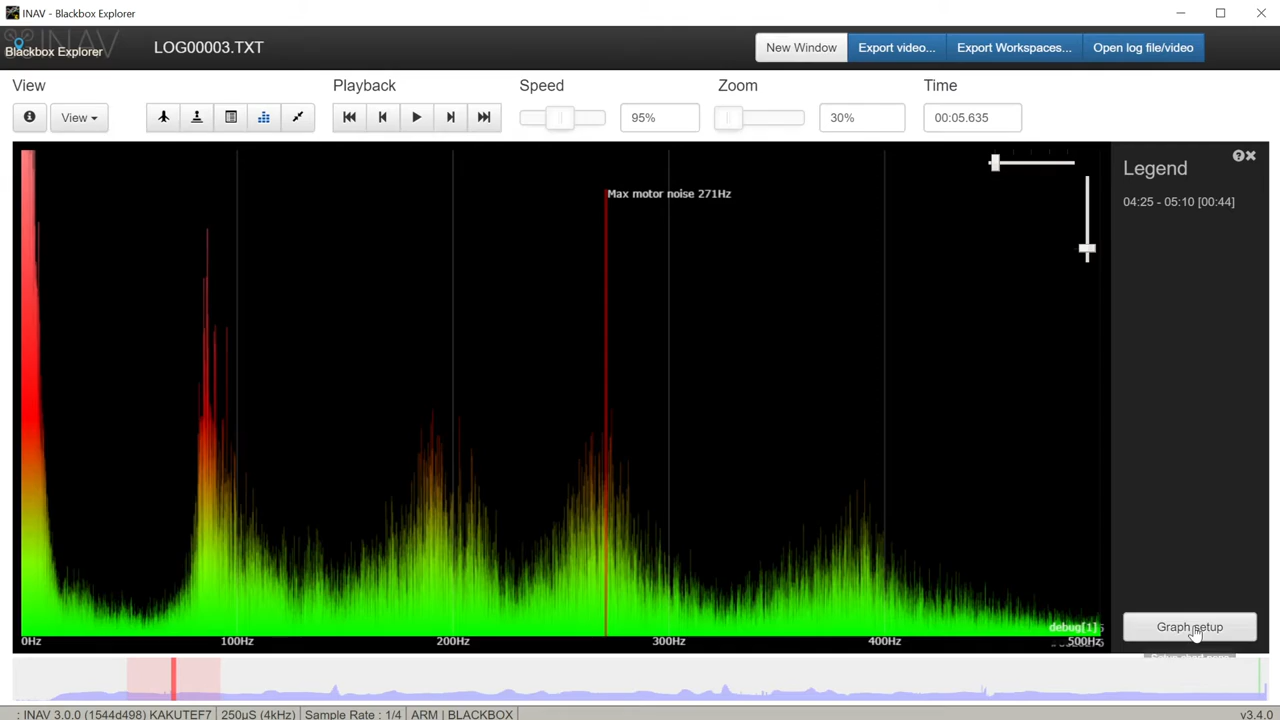 INAV - Blackbox Explorer
INAV
Blackbox Explorer
LOG00003.TXT
New Window
Export video...
Export Workspaces...
Open log file/video
View
Playback
Speed
Zoom
Time
View
95%
30%
00:05.635
Max motor noise 271Hz
Legend
04:25 - 05:10 [00:44]
debug[1]
0Hz
100Hz
200Hz
300Hz
400Hz
500Hz
Graph setup
: INAV 3.0.0 (1544d498) KAKUTEF7
250µS (4kHz)
Sample Rate : 1/4
ARM | BLACKBOX
v3.4.0